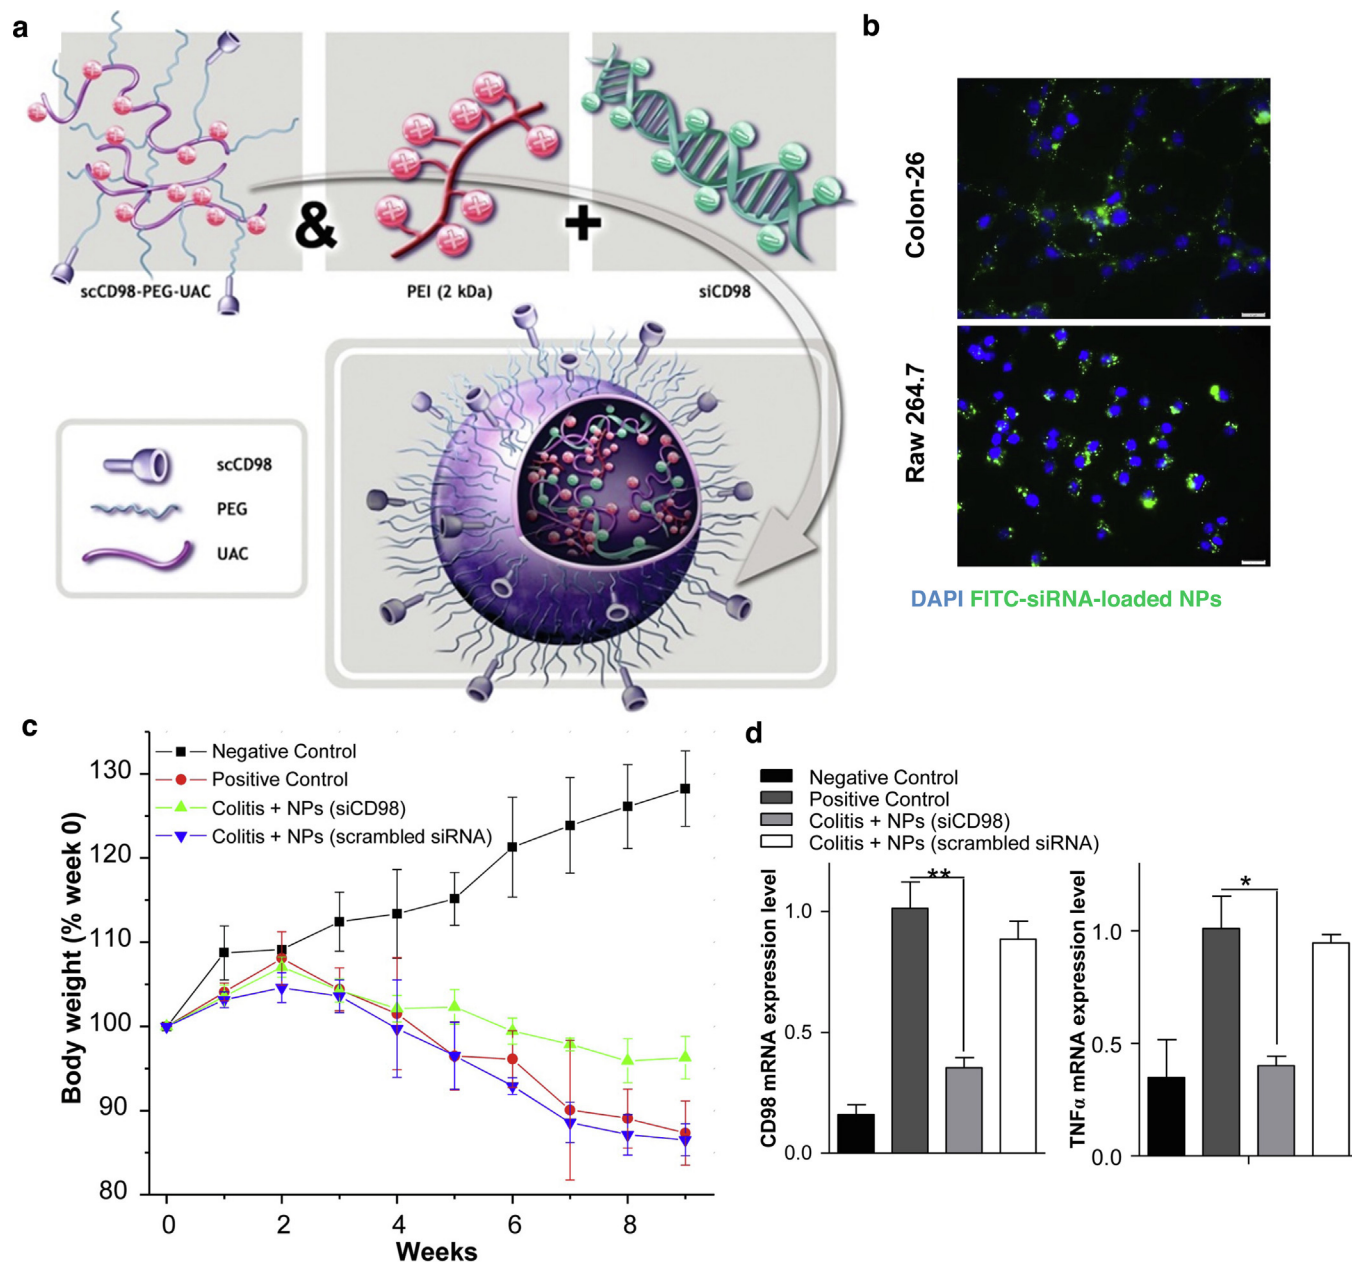 a
&
+
scCD98-PEG-UAC
PEI (2 kDa)
siCD98
scCD98
PEG
UAC
b
Colon-26
Raw 264.7
DAPI FITC-siRNA-loaded NPs
c
Negative Control
Positive Control
Colitis + NPs (siCD98)
Colitis + NPs (scrambled siRNA)
Body weight (% week 0)
130
120
110
100
90
80
0 2 4 6 8
Weeks
d
Negative Control
Positive Control
Colitis + NPs (siCD98)
Colitis + NPs (scrambled siRNA)
CD98 mRNA expression level
1.0
0.5
0.0
**
TNFα mRNA expression level
1.0
0.5
0.0
*